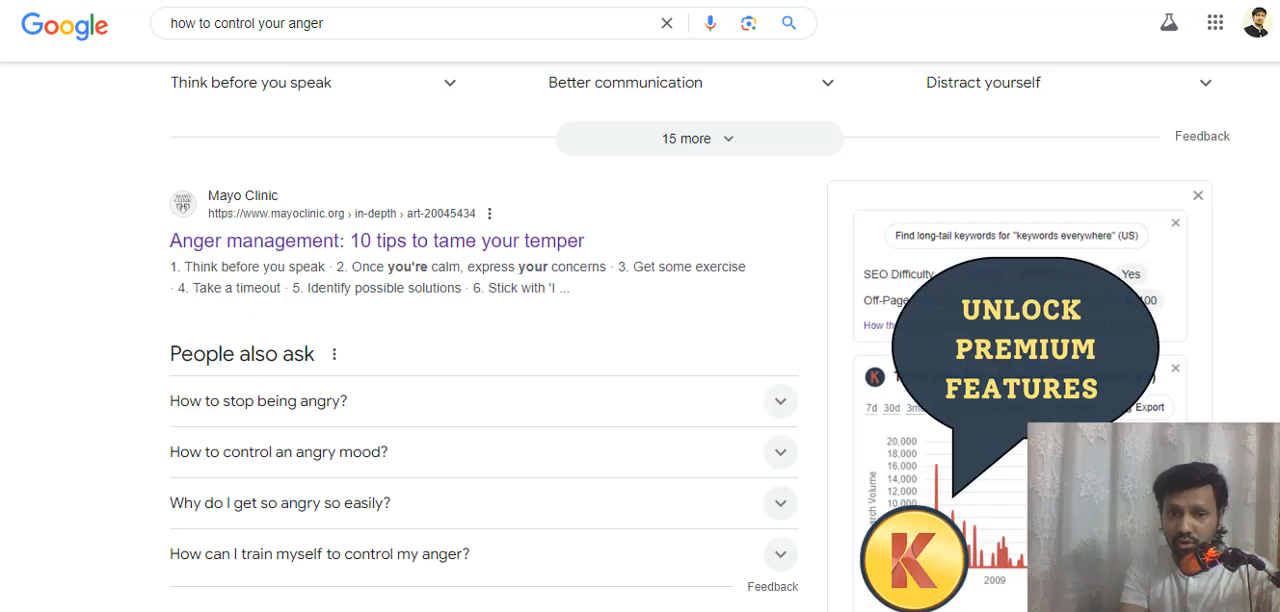 Google
how to control your anger
Think before you speak
Better communication
Distract yourself
15 more
Feedback
Mayo Clinic
https://www.mayoclinic.org › in-depth › art-20045434
Anger management: 10 tips to tame your temper
1. Think before you speak · 2. Once you're calm, express your concerns · 3. Get some exercise
· 4. Take a timeout · 5. Identify possible solutions · 6. Stick with 'I ...
People also ask
How to stop being angry?
How to control an angry mood?
Why do I get so angry so easily?
How can I train myself to control my anger?
Feedback
Find long-tail keywords for "keywords everywhere" (US)
SEO Difficulty
Yes
Off-Page
100
How
UNLOCK
PREMIUM
FEATURES
K
7d 30d
Export
20,000
18,000
16,000
14,000
12,000
Volume
2009
K